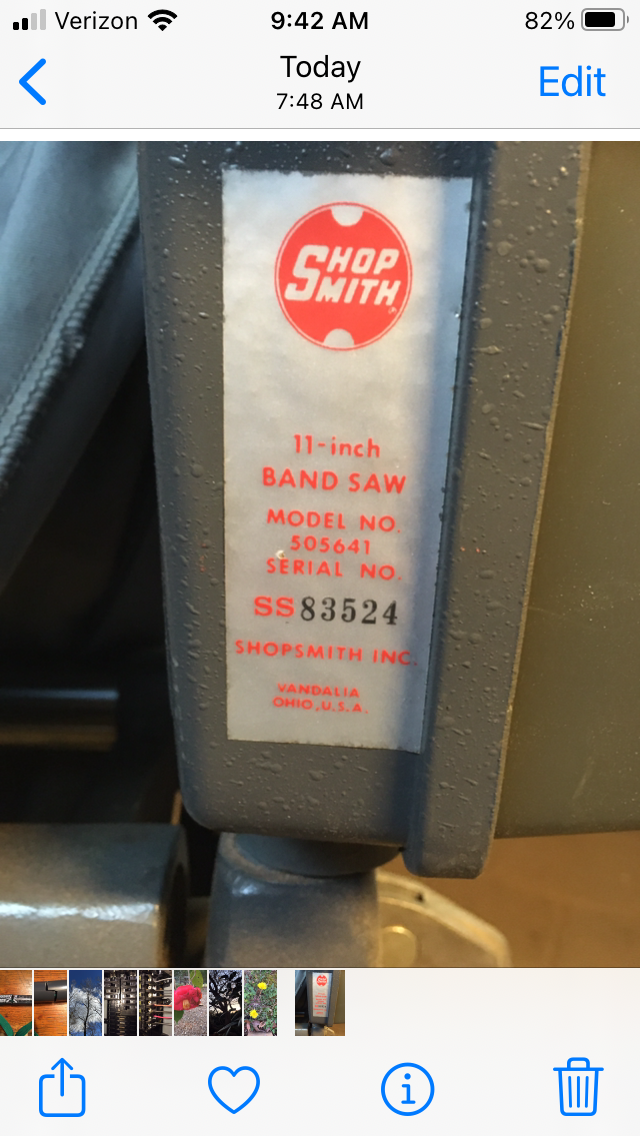 Verizon 9:42 AM 82%
Today
7:48 AM
Edit
SHOP
SMITH
11-inch
BAND SAW
MODEL NO.
505641
SERIAL NO.
SS83524
SHOPSMITH INC.
VANDALIA
OHIO, U.S.A.